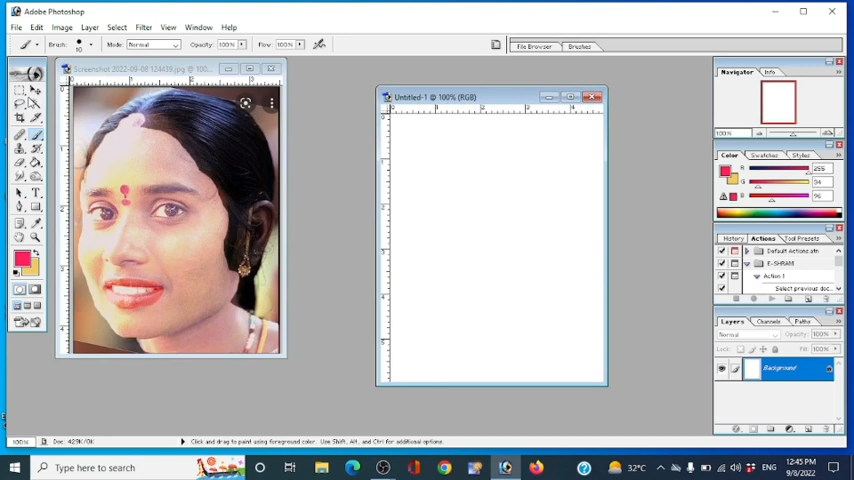 Adobe Photoshop
File Edit Image Layer Select Filter View Window Help
Brush: 10 Mode: Normal Opacity: 100% Flow: 100% File Browser Brushes
Screenshot 2022-09-08 124439.jpg @ 100...
Untitled-1 @ 100% (RGB)
Navigator Info
100%
Color Swatches Styles
R 255
G 84
B 96
History Actions Tool Presets
Default Actions.atn
E-SHRAM
Action 1
Select previous doc...
Layers Channels Paths
Normal Opacity: 100%
Lock: Fill: 100%
Background
100% Doc: 429K/0K Click and drag to paint using foreground color. Use Shift, Alt, and Ctrl for additional options.
Type here to search 32°C ENG 12:45 PM
9/8/2022